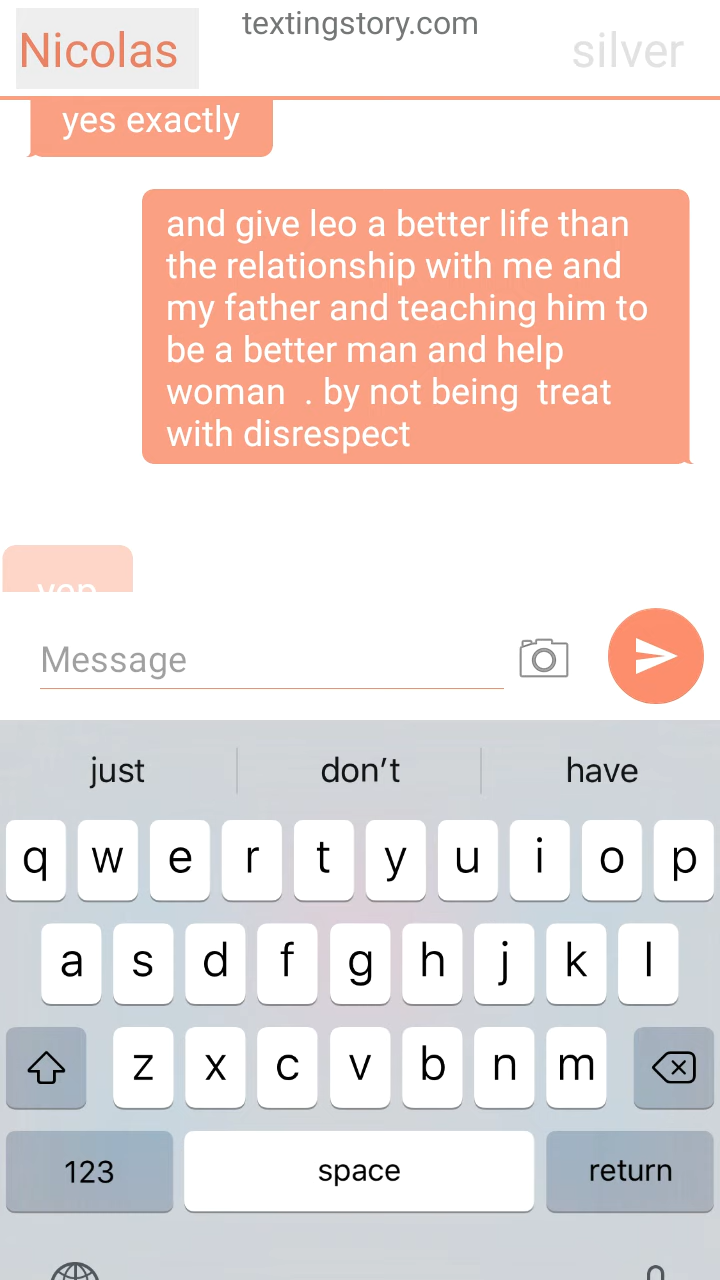 textingstory.com
Nicolas
silver
yes exactly
and give leo a better life than
the relationship with me and
my father and teaching him to
be a better man and help
woman  . by not being  treat
with disrespect
yep
Message
just
don't
have
q w e r t y u i o p
a s d f g h j k l
z x c v b n m
123
space
return